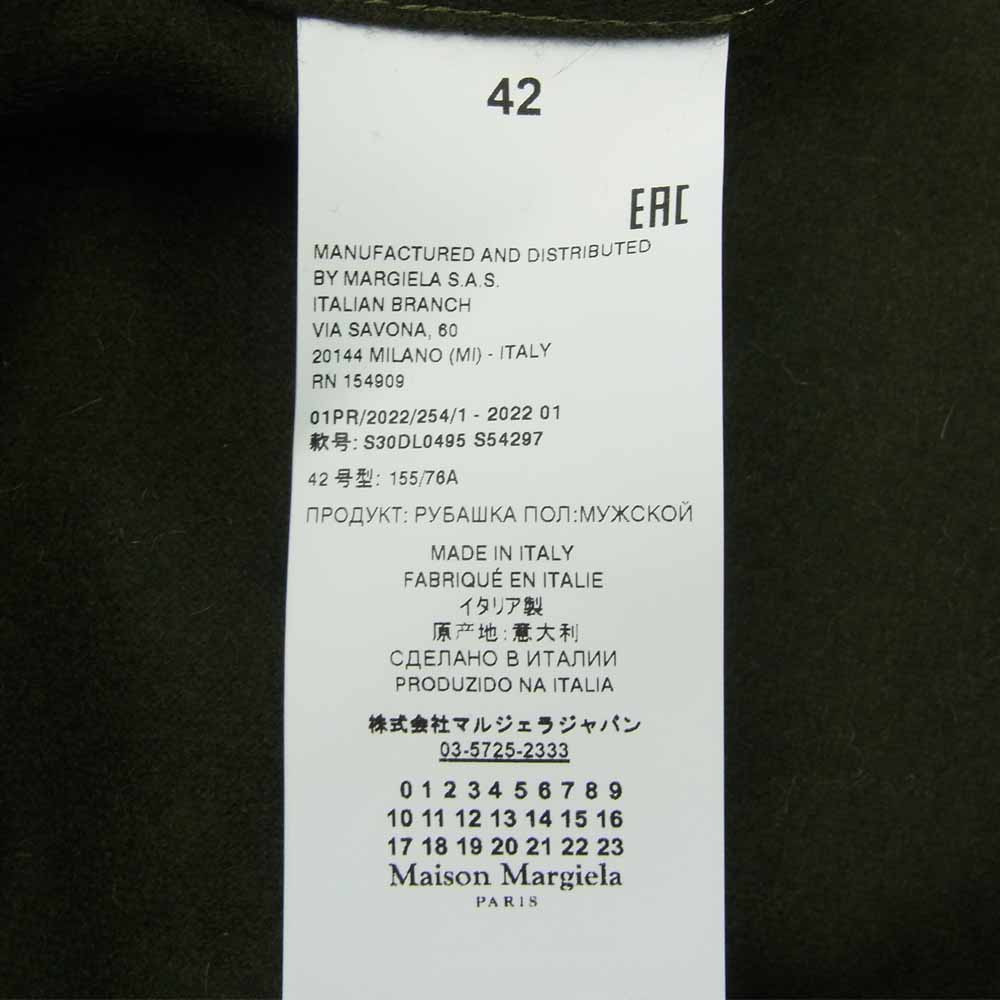 42
EAC
MANUFACTURED AND DISTRIBUTED
BY MARGIELA S.A.S.
ITALIAN BRANCH
VIA SAVONA, 60
20144 MILANO (MI) - ITALY
RN 154909
01PR/2022/254/1 - 2022 01
款号: S30DL0495 S54297
42 号型: 155/76A
ПРОДУКТ: РУБАШКА ПОЛ:МУЖСКОЙ
MADE IN ITALY
FABRIQUÉ EN ITALIE
イタリア製
原产地:意大利
СДЕЛАНО В ИТАЛИИ
PRODUZIDO NA ITALIA
株式会社マルジェラジャパン
03-5725-2333
0 1 2 3 4 5 6 7 8 9
10 11 12 13 14 15 16
17 18 19 20 21 22 23
Maison Margiela
PARIS